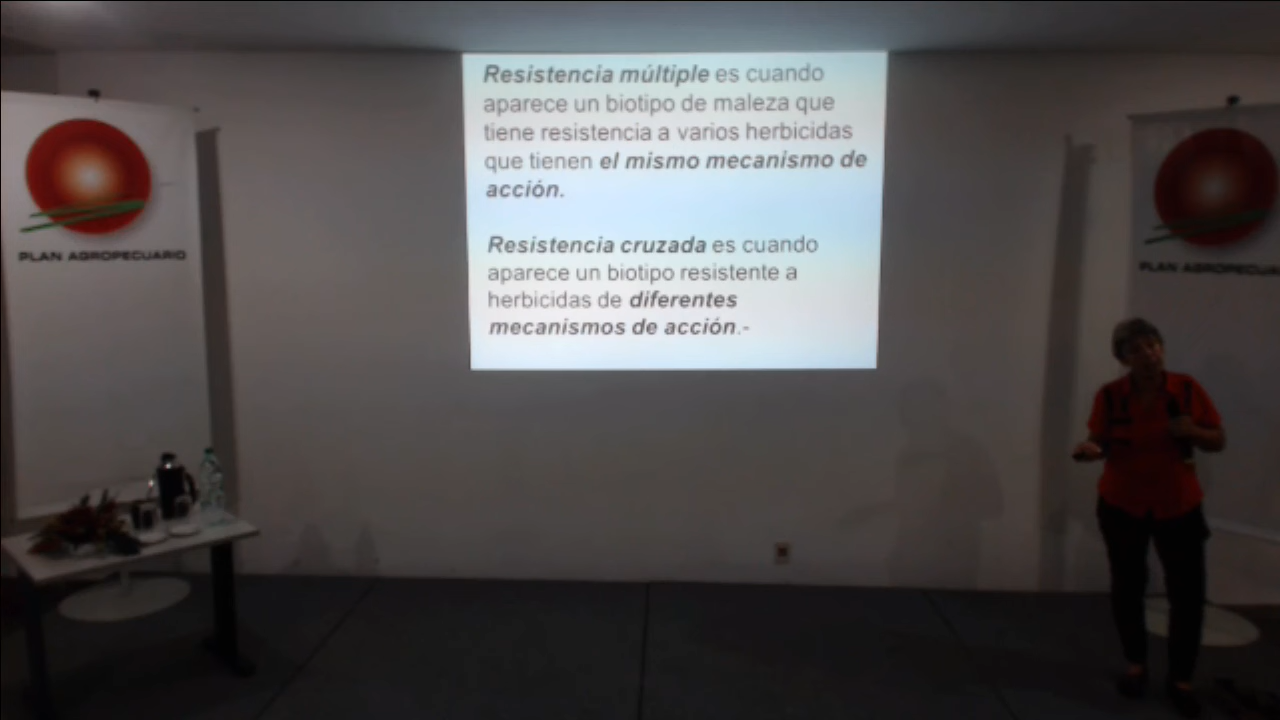 Resistencia múltiple es cuando
aparece un biotipo de maleza que
tiene resistencia a varios herbicidas
que tienen el mismo mecanismo de
acción.
Resistencia cruzada es cuando
aparece un biotipo resistente a
herbicidas de diferentes
mecanismos de acción.-
PLAN AGROPECUARIO
PLAN AGROPECUA